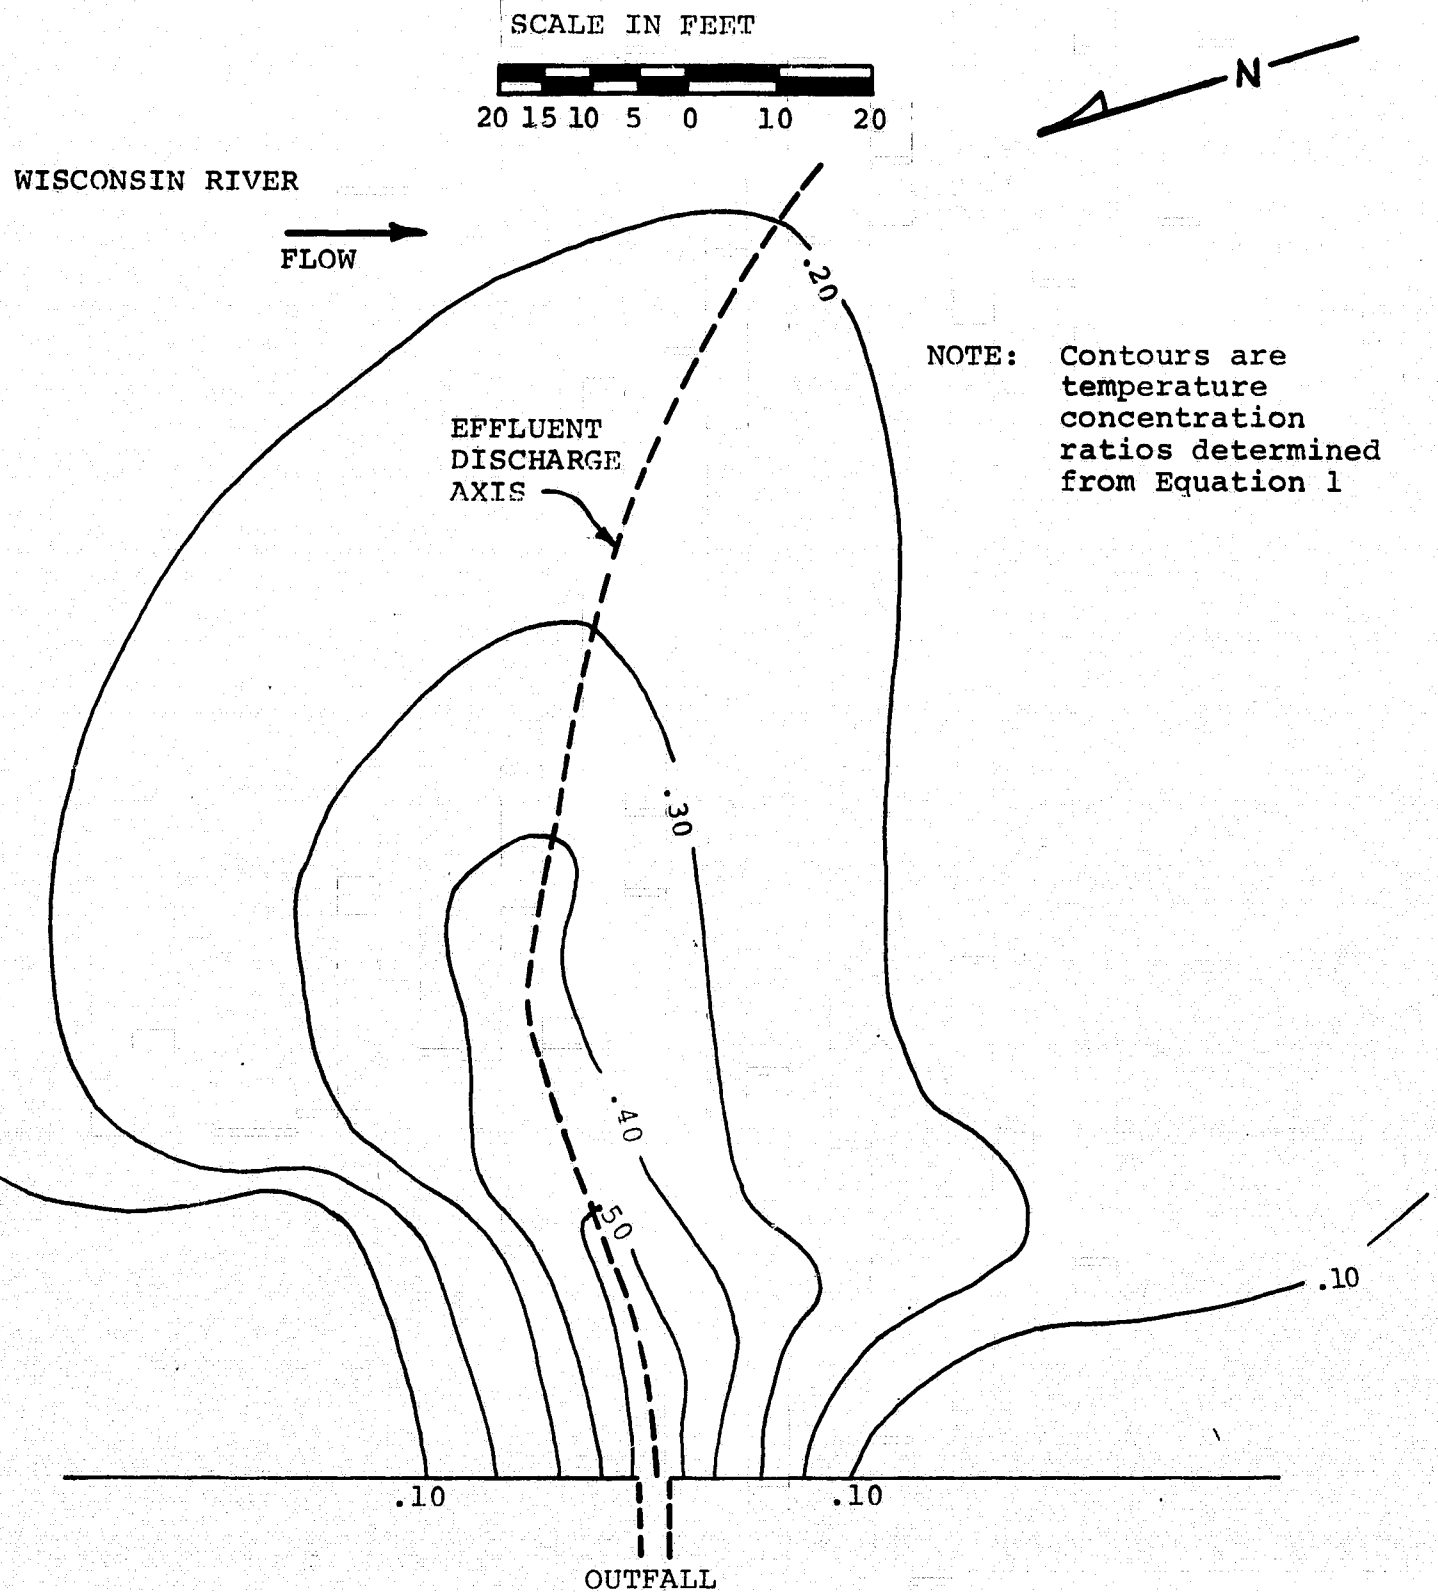 SCALE IN FEET
20 15 10 5 0 10 20
N
WISCONSIN RIVER
FLOW
.20
NOTE: Contours are
temperature
concentration
ratios determined
from Equation 1
EFFLUENT
DISCHARGE
AXIS
.30
.40
.50
.10
.10
.10
OUTFALL